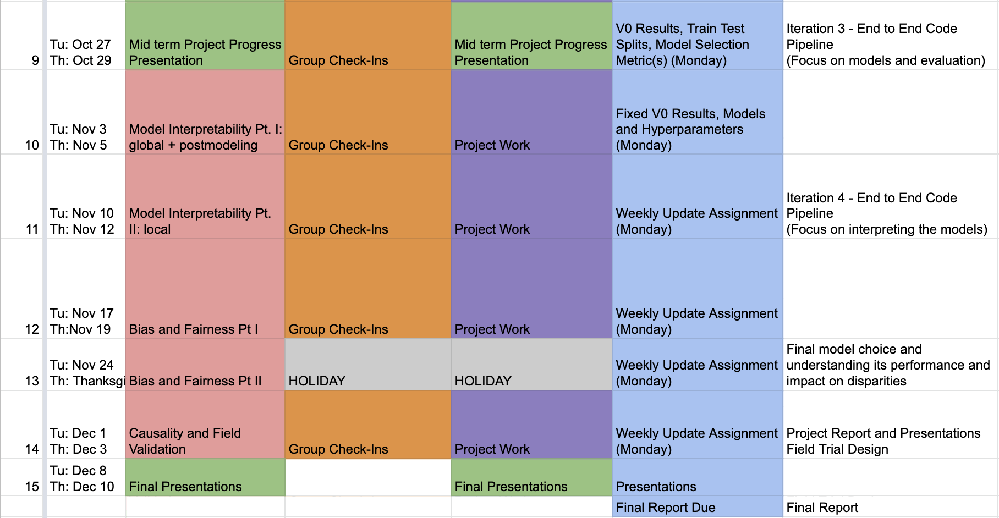 9
Tu: Oct 27
Th: Oct 29
Mid term Project Progress
Presentation
Group Check-Ins
Mid term Project Progress
Presentation
V0 Results, Train Test
Splits, Model Selection
Metric(s) (Monday)
Iteration 3 - End to End Code
Pipeline
(Focus on models and evaluation)
10
Tu: Nov 3
Th: Nov 5
Model Interpretability Pt. I:
global + postmodeling
Group Check-Ins
Project Work
Fixed V0 Results, Models
and Hyperparameters
(Monday)
11
Tu: Nov 10
Th: Nov 12
Model Interpretability Pt.
II: local
Group Check-Ins
Project Work
Weekly Update Assignment
(Monday)
Iteration 4 - End to End Code
Pipeline
(Focus on interpreting the models)
12
Tu: Nov 17
Th:Nov 19
Bias and Fairness Pt I
Group Check-Ins
Project Work
Weekly Update Assignment
(Monday)
13
Tu: Nov 24
Th: Thanksgi
Bias and Fairness Pt II
HOLIDAY
HOLIDAY
Weekly Update Assignment
(Monday)
Final model choice and
understanding its performance and
impact on disparities
14
Tu: Dec 1
Th: Dec 3
Causality and Field
Validation
Group Check-Ins
Project Work
Weekly Update Assignment
(Monday)
Project Report and Presentations
Field Trial Design
15
Tu: Dec 8
Th: Dec 10
Final Presentations
Final Presentations
Presentations
Final Report Due
Final Report